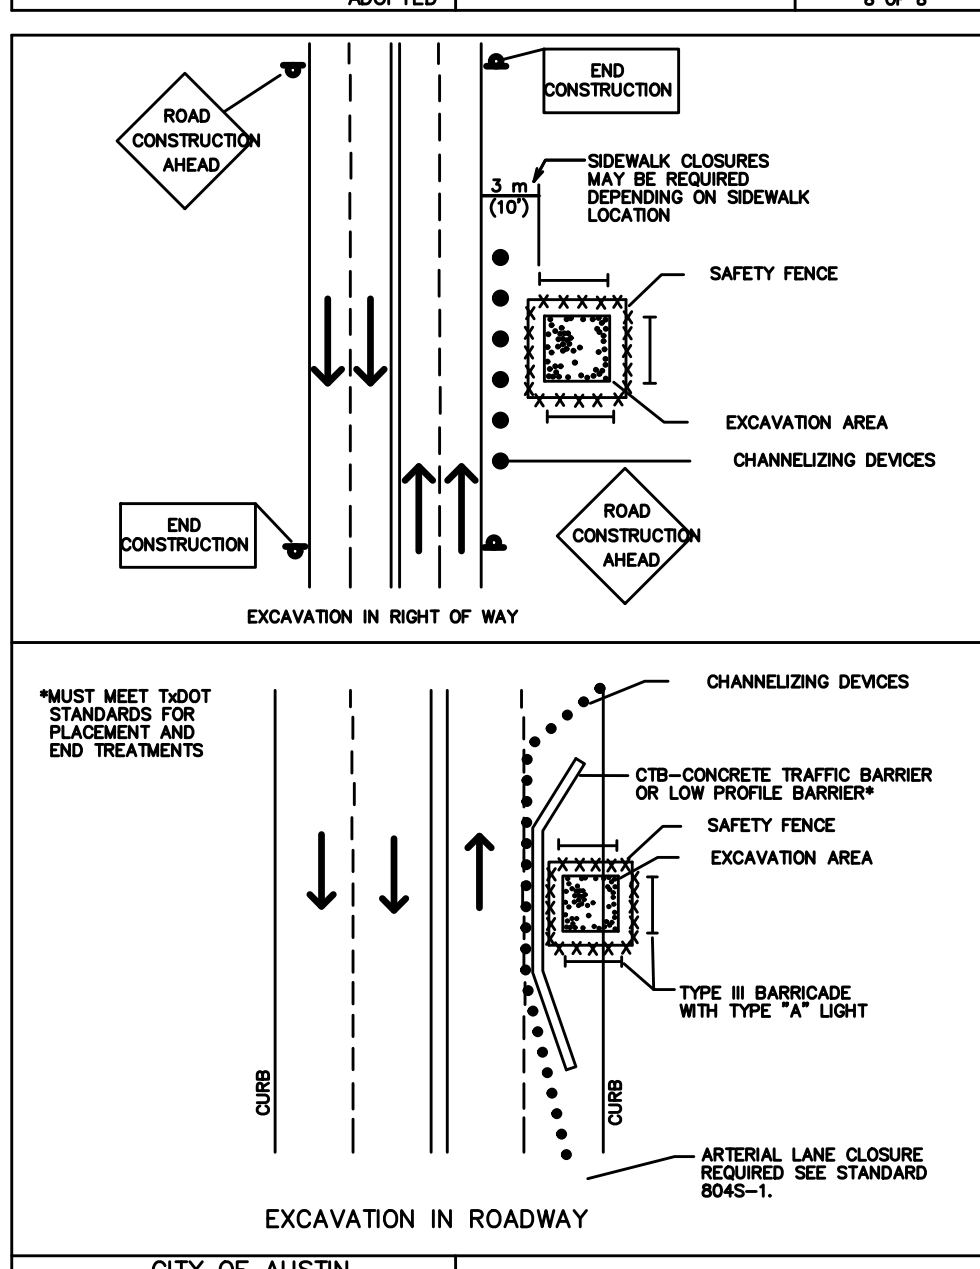 ADOPTED
8 OF 8
ROAD
CONSTRUCTION
AHEAD
END
CONSTRUCTION
3 m
(10')
SIDEWALK CLOSURES
MAY BE REQUIRED
DEPENDING ON SIDEWALK
LOCATION
SAFETY FENCE
EXCAVATION AREA
CHANNELIZING DEVICES
END
CONSTRUCTION
ROAD
CONSTRUCTION
AHEAD
EXCAVATION IN RIGHT OF WAY
*MUST MEET TxDOT
STANDARDS FOR
PLACEMENT AND
END TREATMENTS
CHANNELIZING DEVICES
CTB-CONCRETE TRAFFIC BARRIER
OR LOW PROFILE BARRIER*
SAFETY FENCE
EXCAVATION AREA
TYPE III BARRICADE
WITH TYPE "A" LIGHT
CURB
CURB
ARTERIAL LANE CLOSURE
REQUIRED SEE STANDARD
804S-1.
EXCAVATION IN ROADWAY
CITY OF AUSTIN